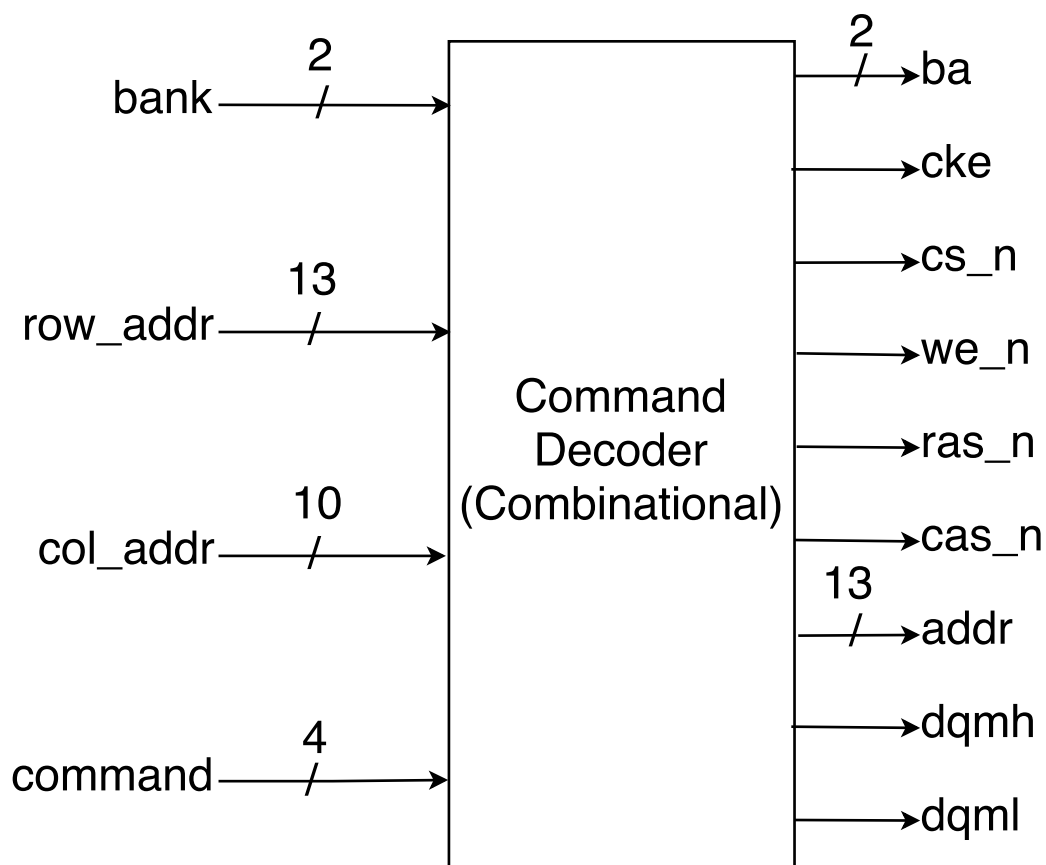 2
bank
13
row_addr
10
col_addr
4
command
Command
Decoder
(Combinational)
2
ba
cke
cs_n
we_n
ras_n
cas_n
13
addr
dqmh
dqml